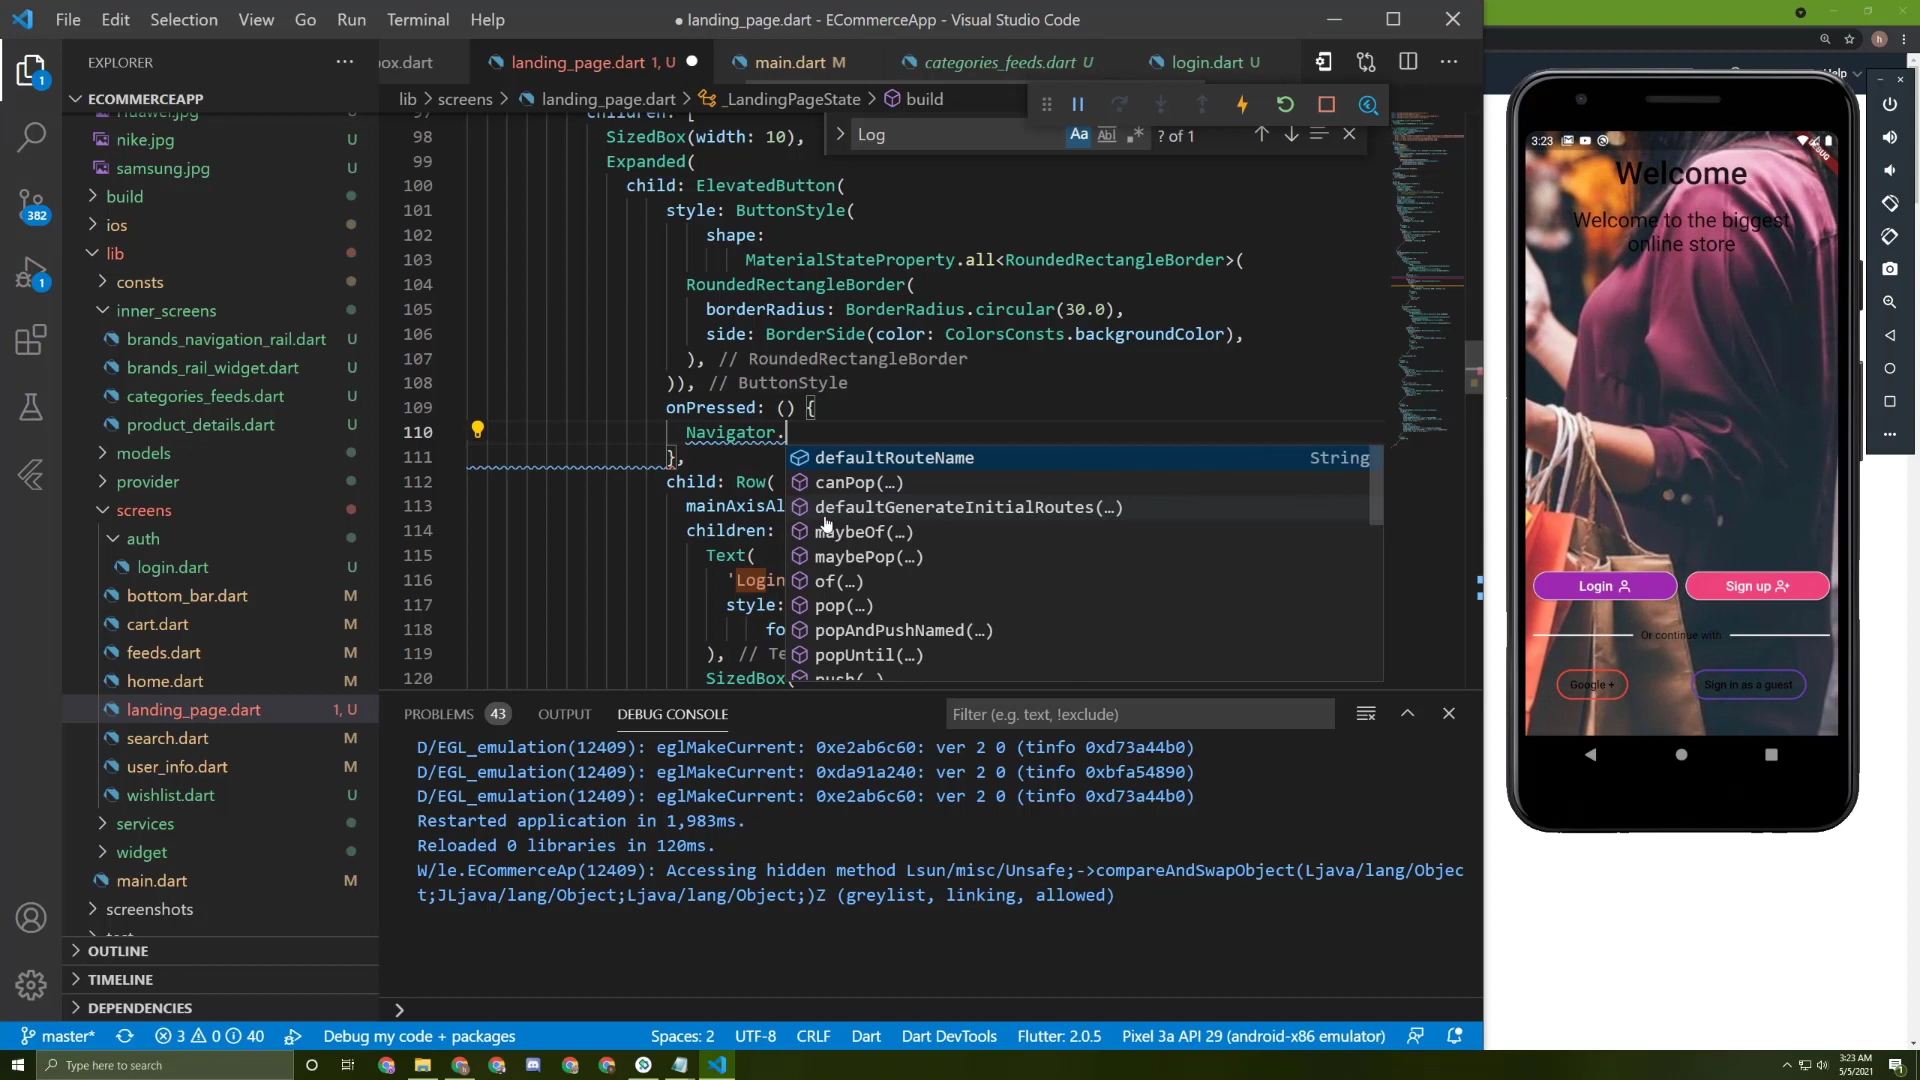 File Edit Selection View Go Run Terminal Help
● landing_page.dart - ECommerceApp - Visual Studio Code
EXPLORER
ECOMMERCEAPP
huawei.jpg U
nike.jpg U
samsung.jpg U
build
ios
lib
consts
inner_screens
brands_navigation_rail.dart U
brands_rail_widget.dart U
categories_feeds.dart U
product_details.dart U
models
provider
screens
auth
login.dart U
bottom_bar.dart M
cart.dart M
feeds.dart M
home.dart M
landing_page.dart 1, U
search.dart M
user_info.dart M
wishlist.dart U
services
widget
main.dart M
screenshots
OUTLINE
TIMELINE
DEPENDENCIES
1
382
1
box.dart
landing_page.dart 1, U ●
main.dart M
categories_feeds.dart U
login.dart U
lib > screens > landing_page.dart > _LandingPageState > build
Log
Aa Abl .* ? of 1
97 children: [
98 SizedBox(width: 10),
99 Expanded(
100 child: ElevatedButton(
101 style: ButtonStyle(
102 shape:
103 MaterialStateProperty.all<RoundedRectangleBorder>(
104 RoundedRectangleBorder(
105 borderRadius: BorderRadius.circular(30.0),
106 side: BorderSide(color: ColorsConsts.backgroundColor),
107 ), // RoundedRectangleBorder
108 )), // ButtonStyle
109 onPressed: () {
110 Navigator.
111 },
112 child: Row(
113 mainAxisAl
114 children:
115 Text(
116 'Login
117 style:
118 fo
119 ), // Te
120 SizedBox(
defaultRouteName String
canPop(…)
defaultGenerateInitialRoutes(…)
maybeOf(…)
maybePop(…)
of(…)
pop(…)
popAndPushNamed(…)
popUntil(…)
push(…)
PROBLEMS 43 OUTPUT DEBUG CONSOLE
Filter (e.g. text, !exclude)
D/EGL_emulation(12409): eglMakeCurrent: 0xe2ab6c60: ver 2 0 (tinfo 0xd73a44b0)
D/EGL_emulation(12409): eglMakeCurrent: 0xda91a240: ver 2 0 (tinfo 0xbfa54890)
D/EGL_emulation(12409): eglMakeCurrent: 0xe2ab6c60: ver 2 0 (tinfo 0xd73a44b0)
Restarted application in 1,983ms.
Reloaded 0 libraries in 120ms.
W/le.ECommerceAp(12409): Accessing hidden method Lsun/misc/Unsafe;->compareAndSwapObject(Ljava/lang/Objec
t;JLjava/lang/Object;Ljava/lang/Object;)Z (greylist, linking, allowed)
master* 3 0 40 Debug my code + packages
Spaces: 2 UTF-8 CRLF Dart Dart DevTools Flutter: 2.0.5 Pixel 3a API 29 (android-x86 emulator)
Type here to search
3:23 AM
5/5/2021
Help
h
3:23
DEBUG
Welcome
Welcome to the biggest
online store
Login
Sign up
Or continue with
Google +
Sign in as a guest